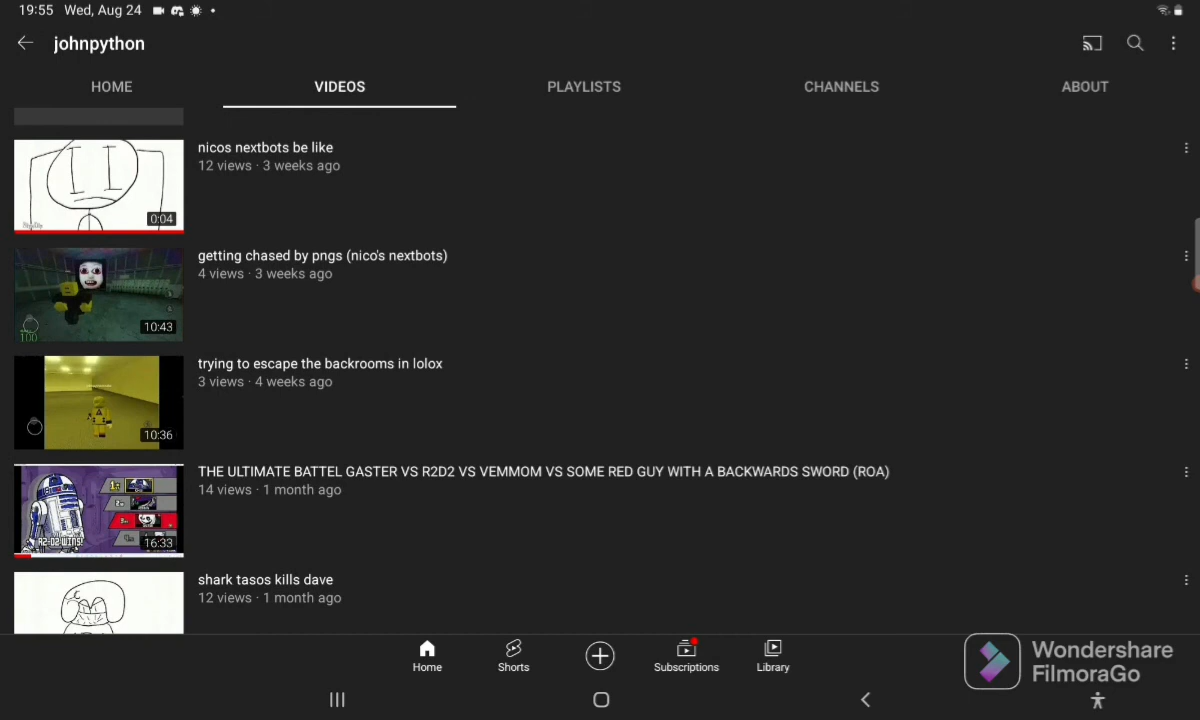 19:55 Wed, Aug 24
johnpython
HOME VIDEOS PLAYLISTS CHANNELS ABOUT
nicos nextbots be like
12 views · 3 weeks ago
0:04
getting chased by pngs (nico's nextbots)
4 views · 3 weeks ago
100
10:43
trying to escape the backrooms in lolox
3 views · 4 weeks ago
10:36
THE ULTIMATE BATTEL GASTER VS R2D2 VS VEMMOM VS SOME RED GUY WITH A BACKWARDS SWORD (ROA)
14 views · 1 month ago
R2-D2 WINS!
16:33
shark tasos kills dave
12 views · 1 month ago
Home Shorts Subscriptions Library
Wondershare
FilmoraGo